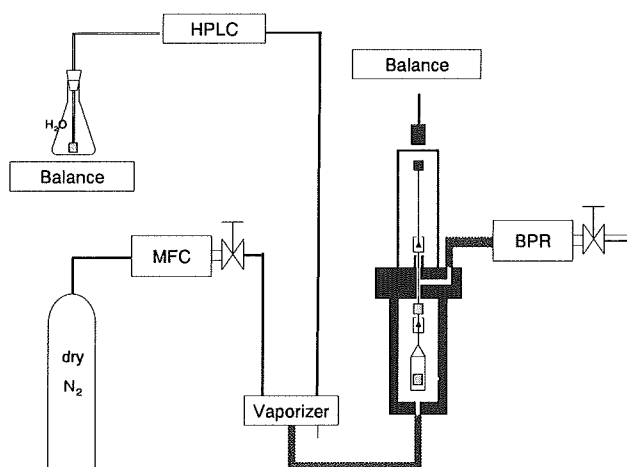 HPLC
Balance
H₂O
Balance
MFC
BPR
dry
N₂
Vaporizer